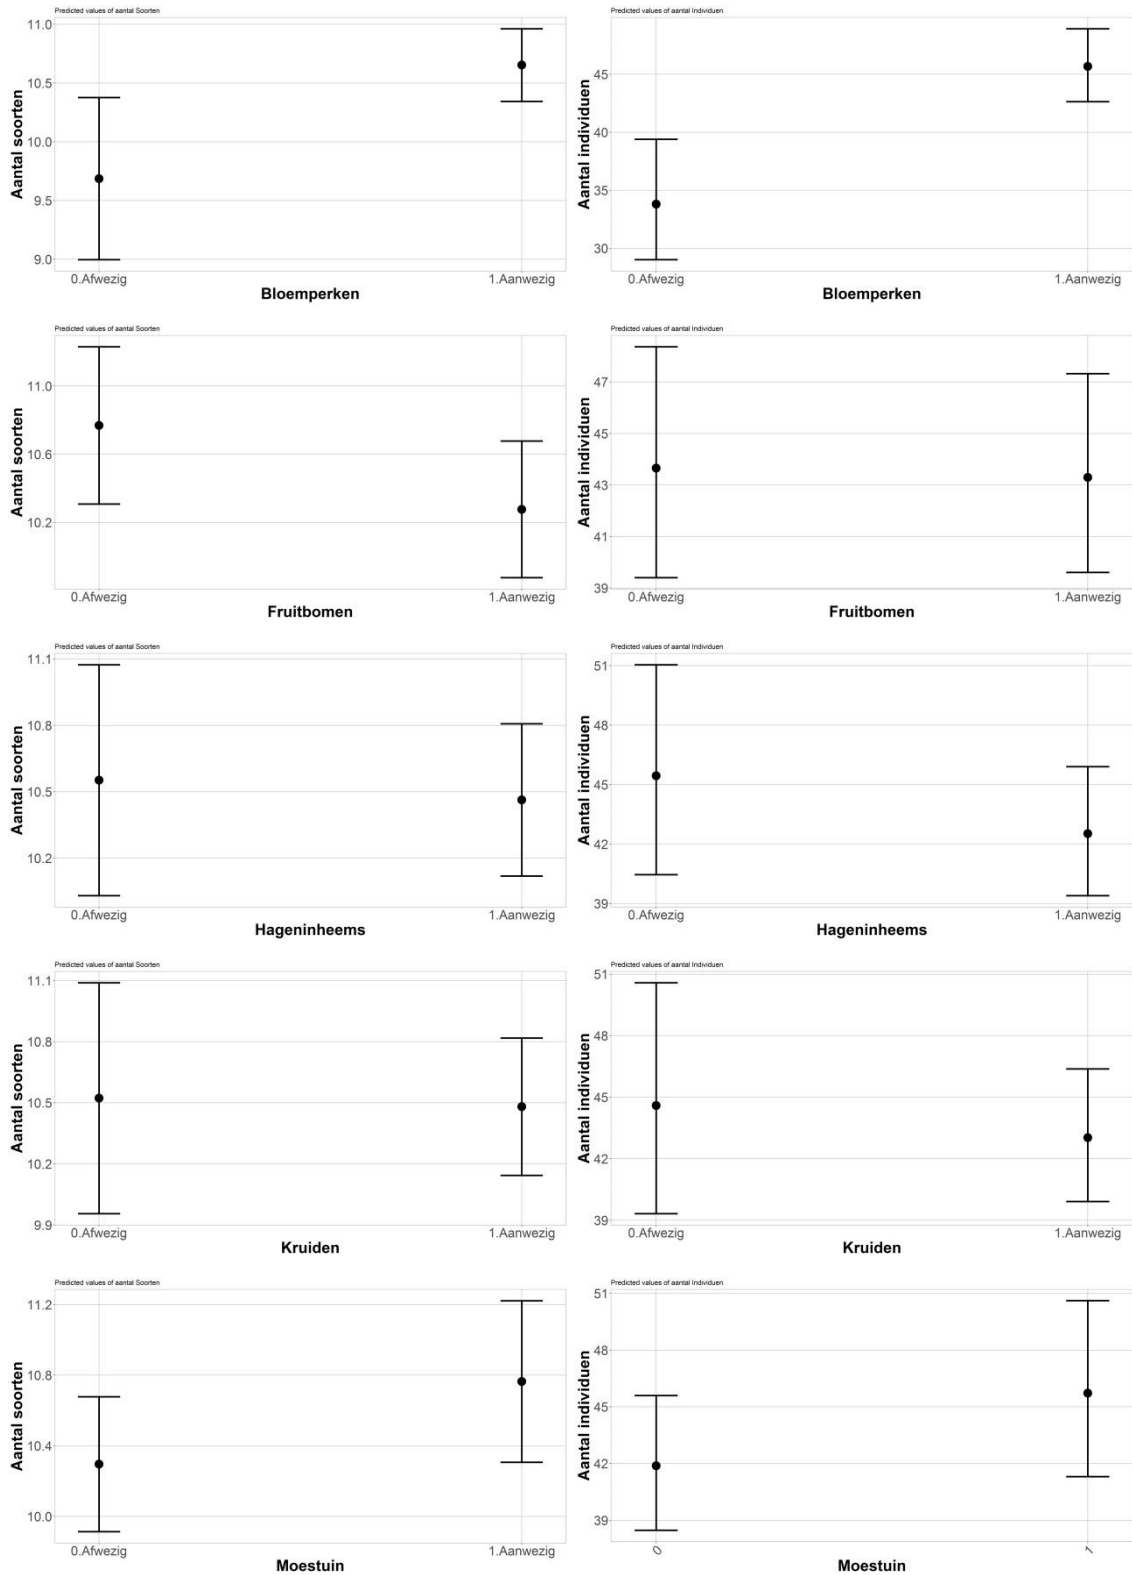 Predicted values of aantal Soorten
Aantal soorten
11.0
10.5
10.0
9.5
9.0
0.Afwezig
1.Aanwezig
Bloemperken
Predicted values of aantal Individuen
Aantal individuen
45
40
35
30
0.Afwezig
1.Aanwezig
Bloemperken
Predicted values of aantal Soorten
Aantal soorten
11.0
10.6
10.2
0.Afwezig
1.Aanwezig
Fruitbomen
Predicted values of aantal Individuen
Aantal individuen
47
45
43
41
39
0.Afwezig
1.Aanwezig
Fruitbomen
Predicted values of aantal Soorten
Aantal soorten
11.1
10.8
10.5
10.2
0.Afwezig
1.Aanwezig
Hageninheems
Predicted values of aantal Individuen
Aantal individuen
51
48
45
42
39
0.Afwezig
1.Aanwezig
Hageninheems
Predicted values of aantal Soorten
Aantal soorten
11.1
10.8
10.5
10.2
9.9
0.Afwezig
1.Aanwezig
Kruiden
Predicted values of aantal Individuen
Aantal individuen
51
48
45
42
39
0.Afwezig
1.Aanwezig
Kruiden
Predicted values of aantal Soorten
Aantal soorten
11.2
10.8
10.4
10.0
0.Afwezig
1.Aanwezig
Moestuin
Predicted values of aantal Individuen
Aantal individuen
51
48
45
42
39
0
1
Moestuin